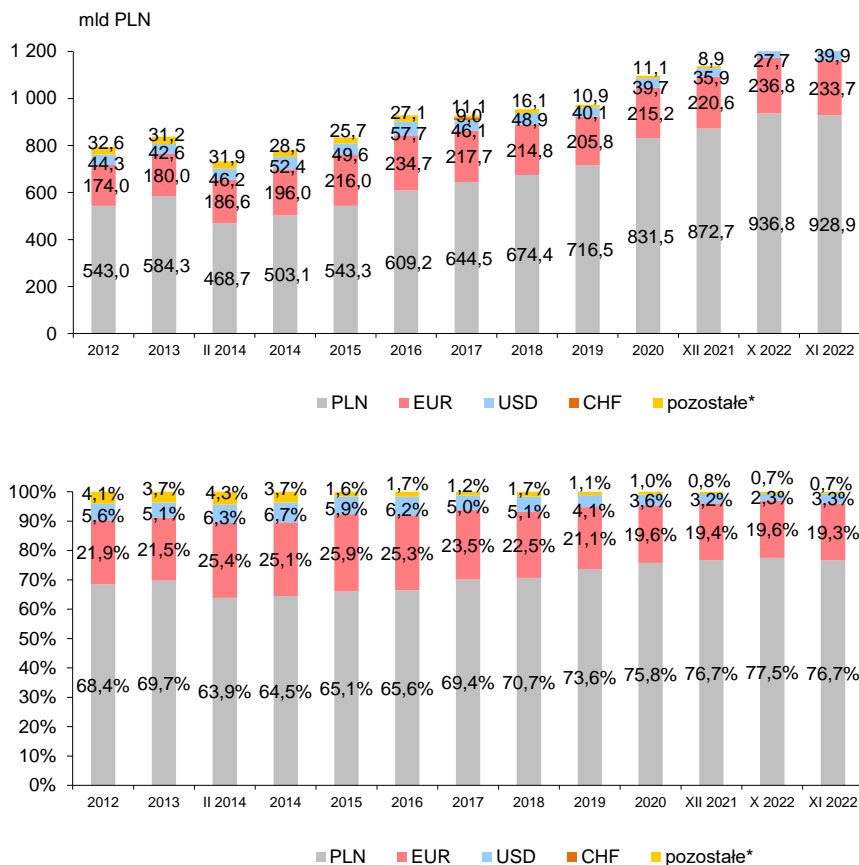 mld PLN
1 200
1 000
800
600
400
200
0
32,6 31,2 31,9 28,5 25,7 27,1 11,1 16,1 10,9 11,1 8,9
9,0
44,3 42,6 46,2 52,4 49,6 57,7 46,1 48,9 40,1 39,7 35,9 27,7 39,9
174,0 180,0 186,6 196,0 216,0 234,7 217,7 214,8 205,8 215,2 220,6 236,8 233,7
543,0 584,3 468,7 503,1 543,3 609,2 644,5 674,4 716,5 831,5 872,7 936,8 928,9
2012 2013 II 2014 2014 2015 2016 2017 2018 2019 2020 XII 2021 X 2022 XI 2022
PLN EUR USD CHF pozostałe*
100%
90%
80%
70%
60%
50%
40%
30%
20%
10%
0%
4,1% 3,7% 4,3% 3,7% 1,6% 1,7% 1,2% 1,7% 1,1% 1,0% 0,8% 0,7% 0,7%
5,6% 5,1% 6,3% 6,7% 5,9% 6,2% 5,0% 5,1% 4,1% 3,6% 3,2% 2,3% 3,3%
21,9% 21,5% 25,4% 25,1% 25,9% 25,3% 23,5% 22,5% 21,1% 19,6% 19,4% 19,6% 19,3%
68,4% 69,7% 63,9% 64,5% 65,1% 65,6% 69,4% 70,7% 73,6% 75,8% 76,7% 77,5% 76,7%
2012 2013 II 2014 2014 2015 2016 2017 2018 2019 2020 XII 2021 X 2022 XI 2022
PLN EUR USD CHF pozostałe*